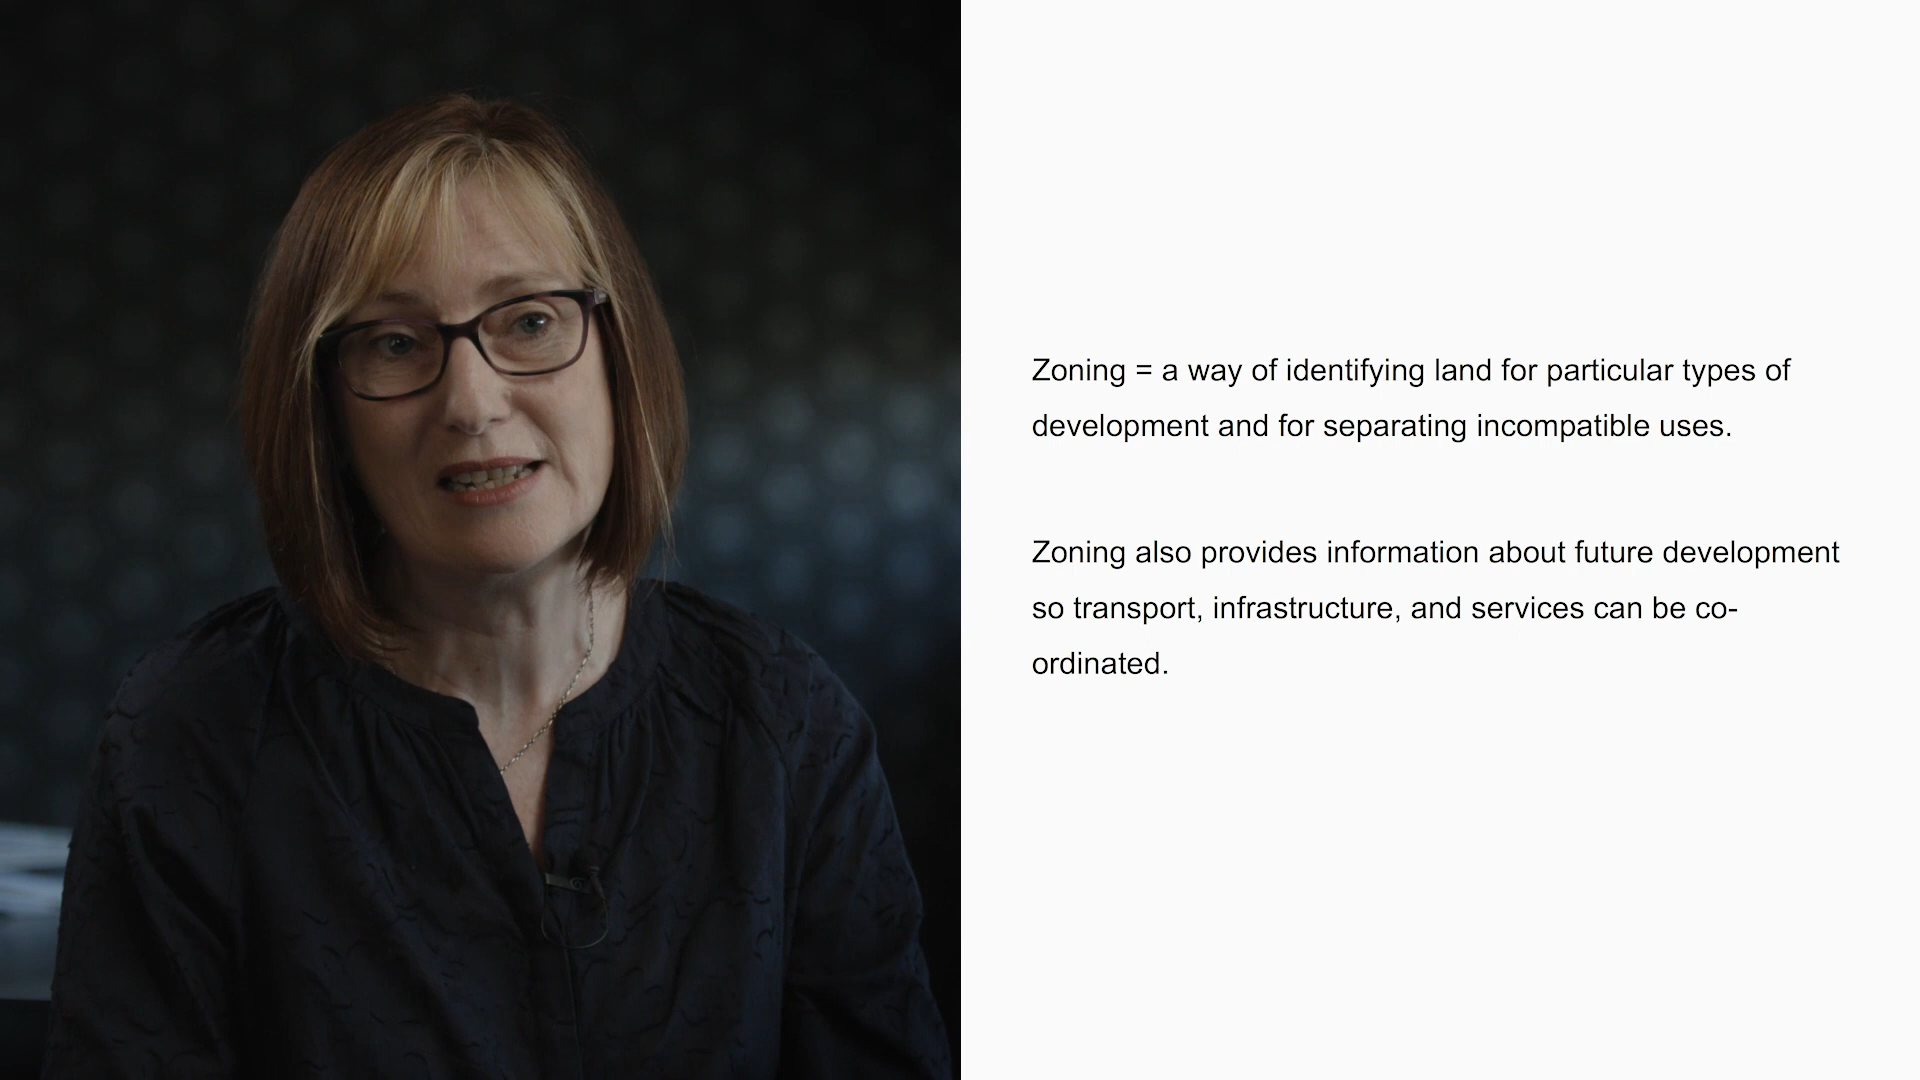 Zoning = a way of identifying land for particular types of
development and for separating incompatible uses.
Zoning also provides information about future development
so transport, infrastructure, and services can be co-
ordinated.